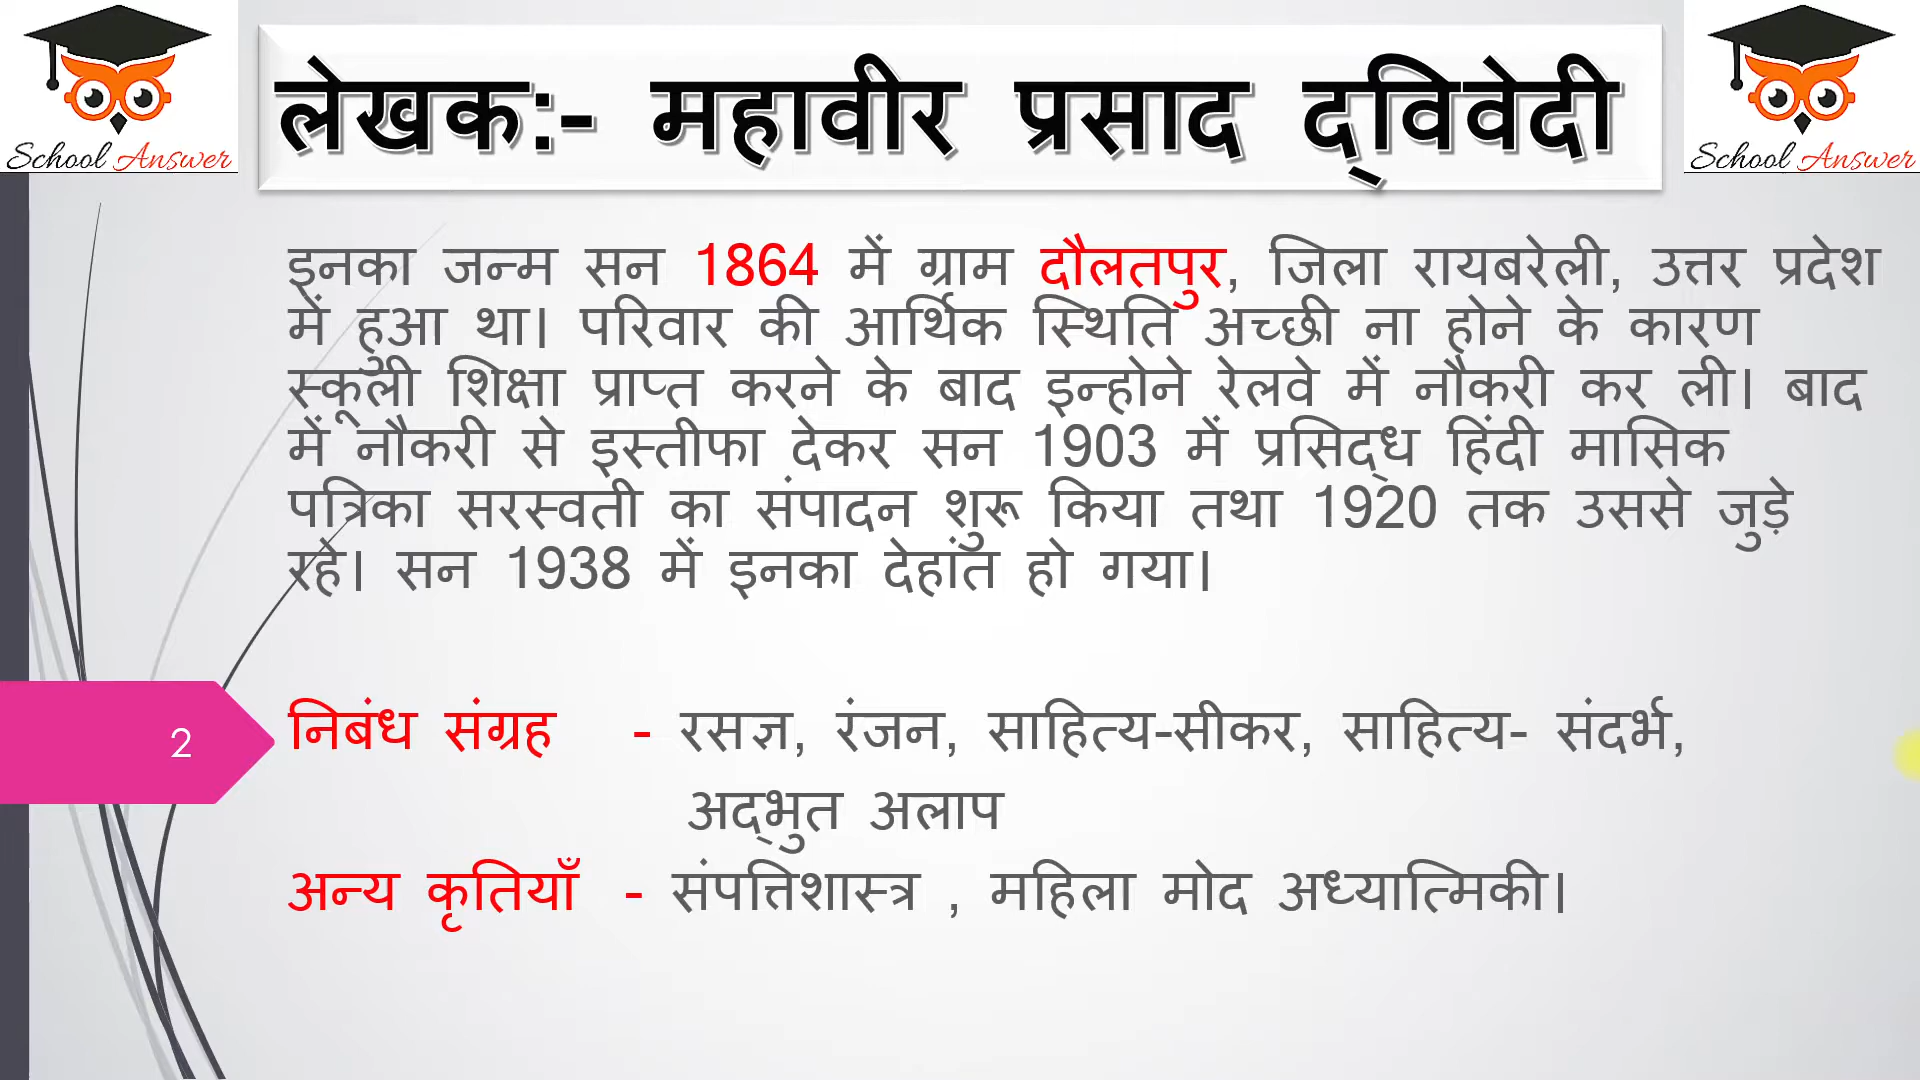 School Answer
लेखक:- महावीर प्रसाद द्विवेदी
School Answer
इनका जन्म सन 1864 में ग्राम दौलतपुर, जिला रायबरेली, उत्तर प्रदेश
में हुआ था। परिवार की आर्थिक स्थिति अच्छी ना होने के कारण
स्कूली शिक्षा प्राप्त करने के बाद इन्होने रेलवे में नौकरी कर ली। बाद
में नौकरी से इस्तीफा देकर सन 1903 में प्रसिद्ध हिंदी मासिक
पत्रिका सरस्वती का संपादन शुरू किया तथा 1920 तक उससे जुड़े
रहे। सन 1938 में इनका देहांत हो गया।
निबंध संग्रह - रसज्ञ, रंजन, साहित्य-सीकर, साहित्य- संदर्भ,
2
अद्भुत अलाप
अन्य कृतियाँ - संपत्तिशास्त्र , महिला मोद अध्यात्मिकी।